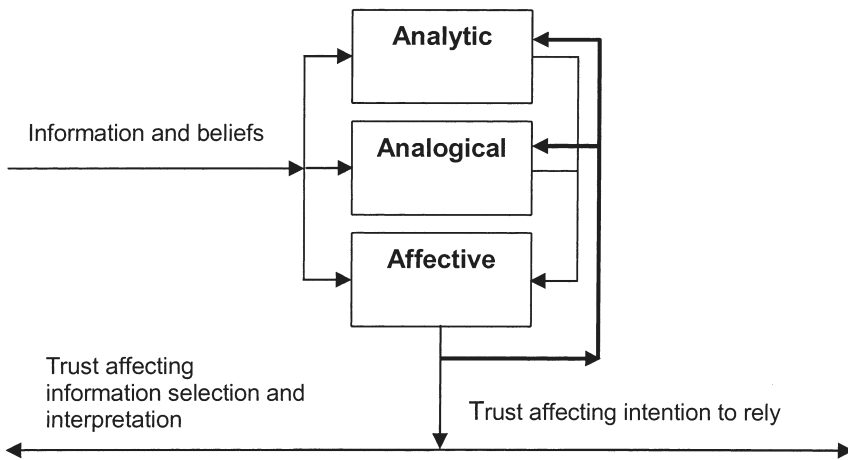 Analytic
Information and beliefs
Analogical
Affective
Trust affecting
information selection and
interpretation
Trust affecting intention to rely